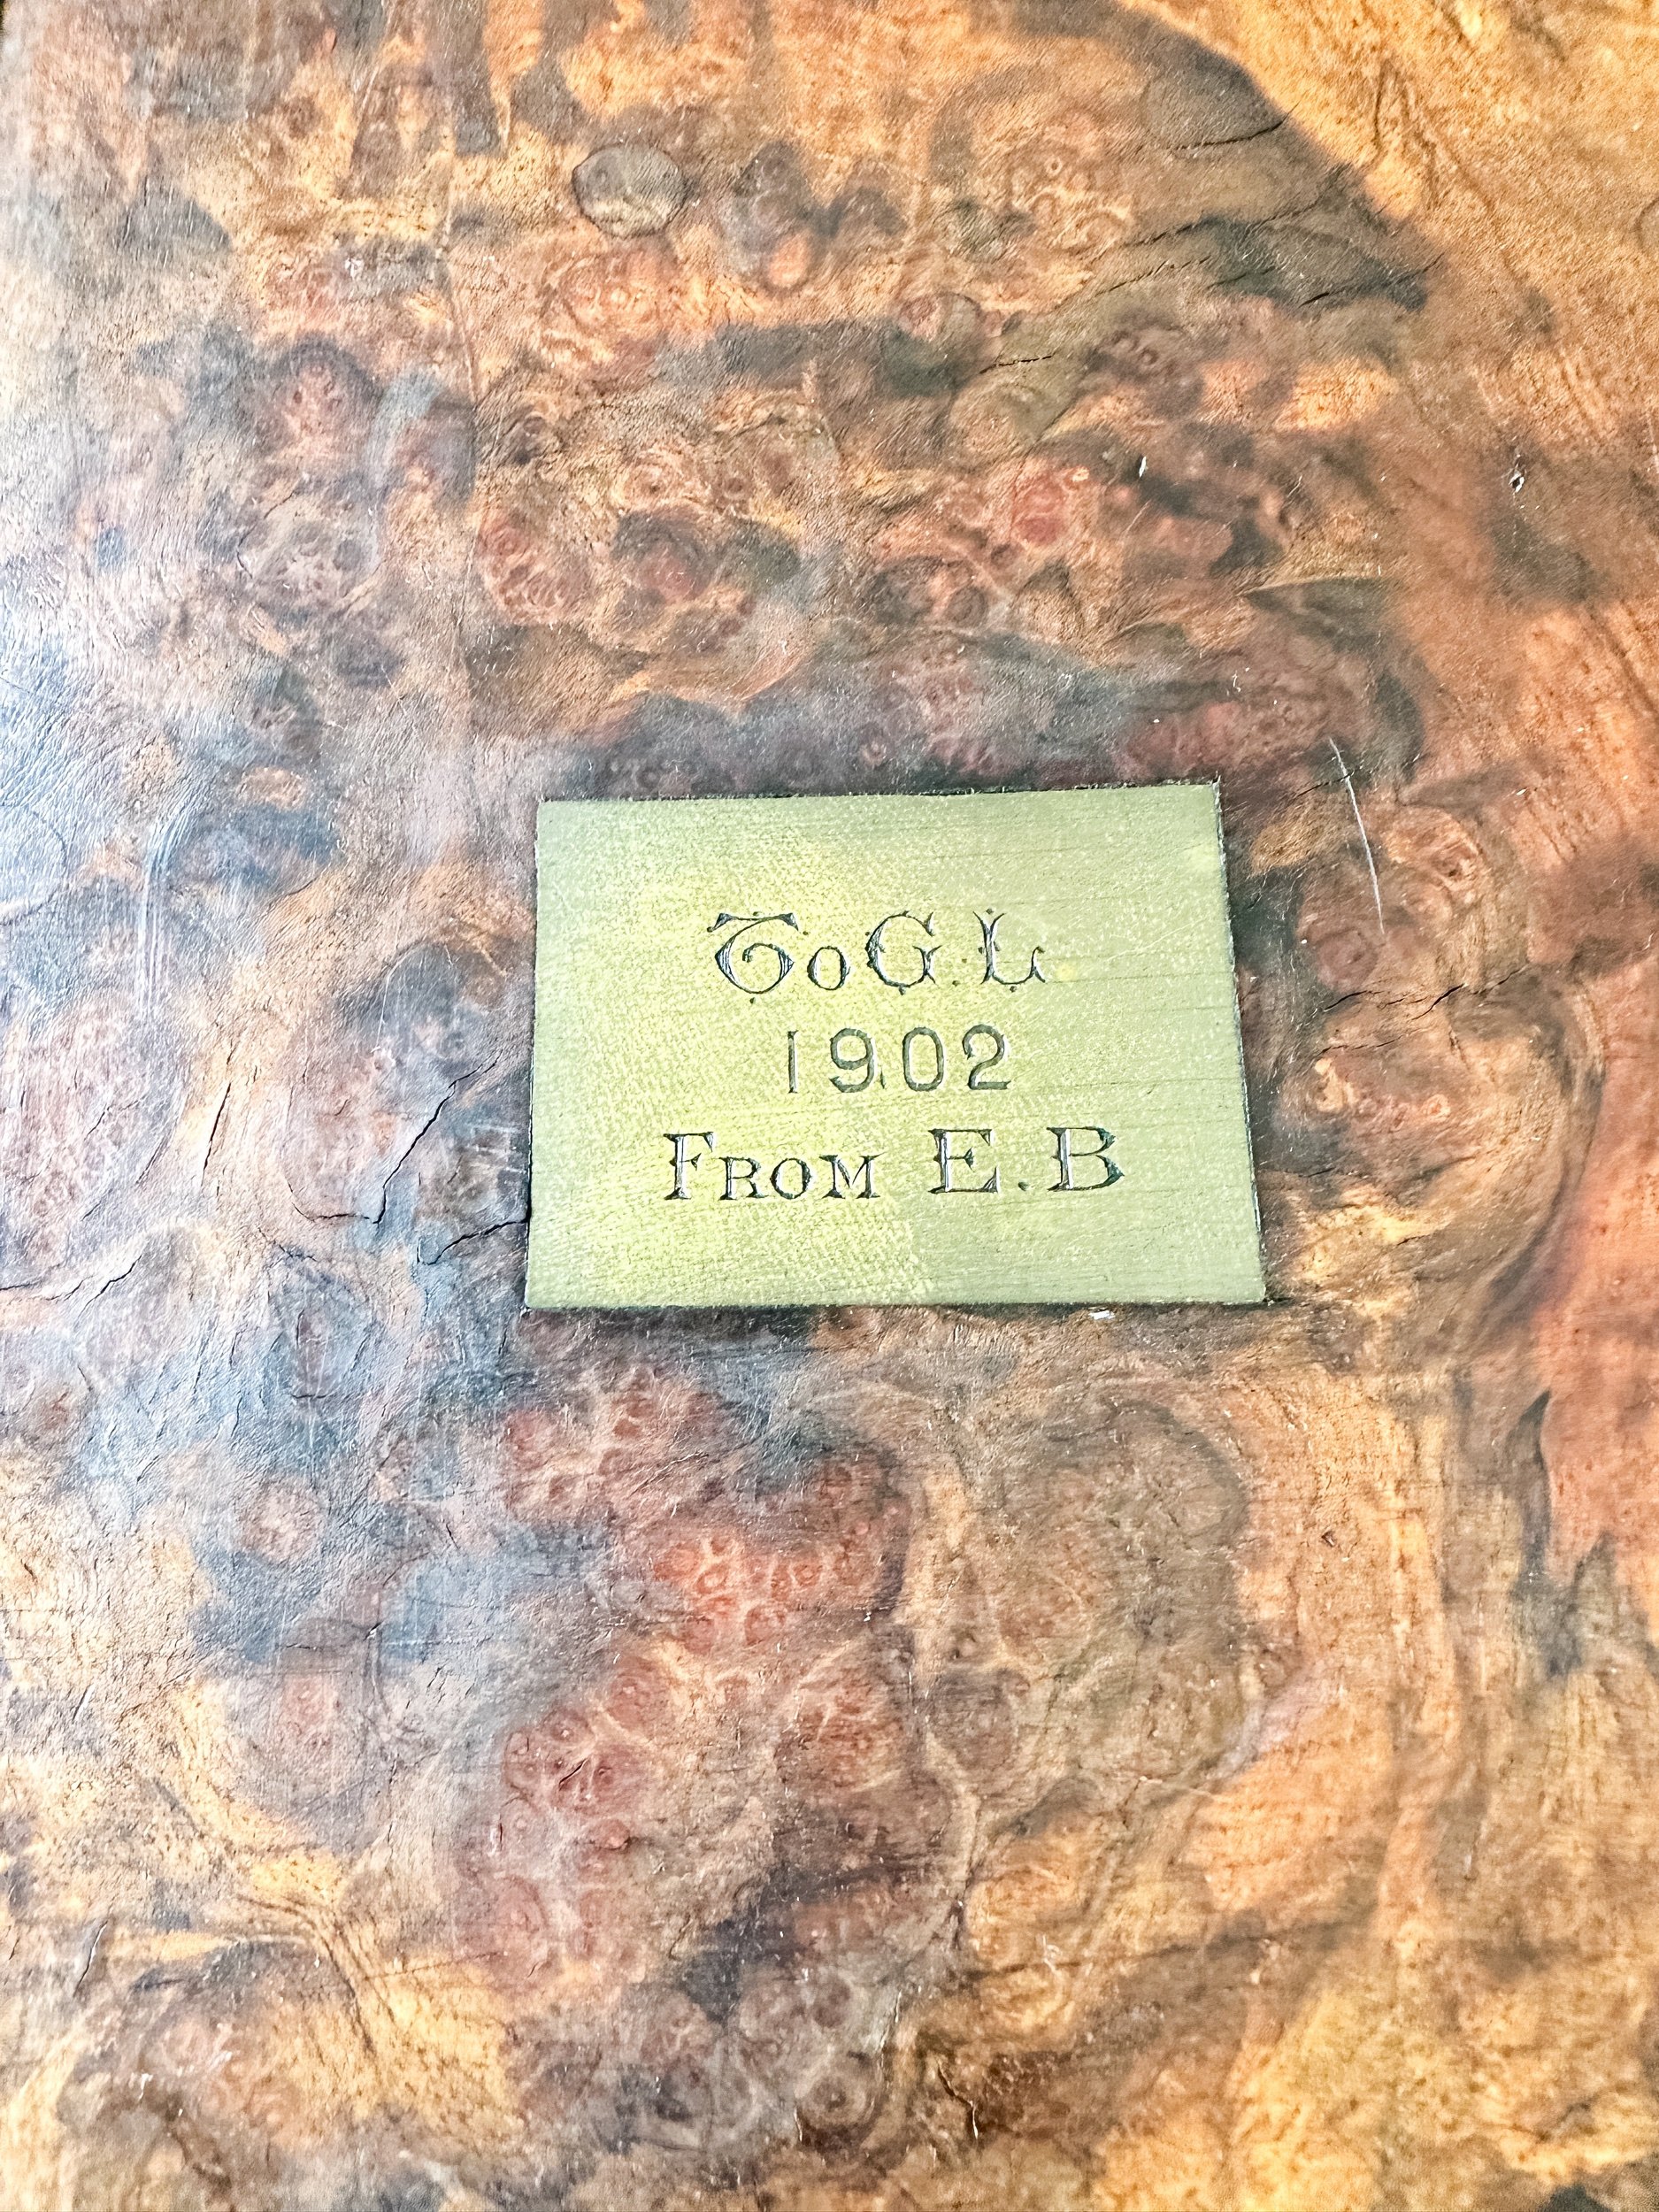 To G.L
1902
From E.B